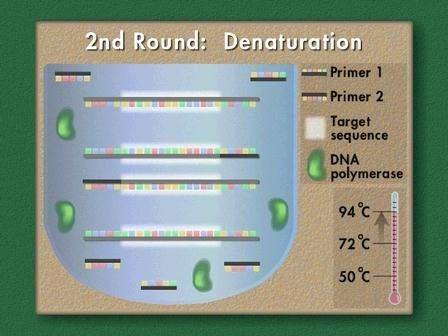 2nd Round: Denaturation
Primer 1
Primer 2
Target
sequence
DNA
polymerase
94°C
72°C
50°C